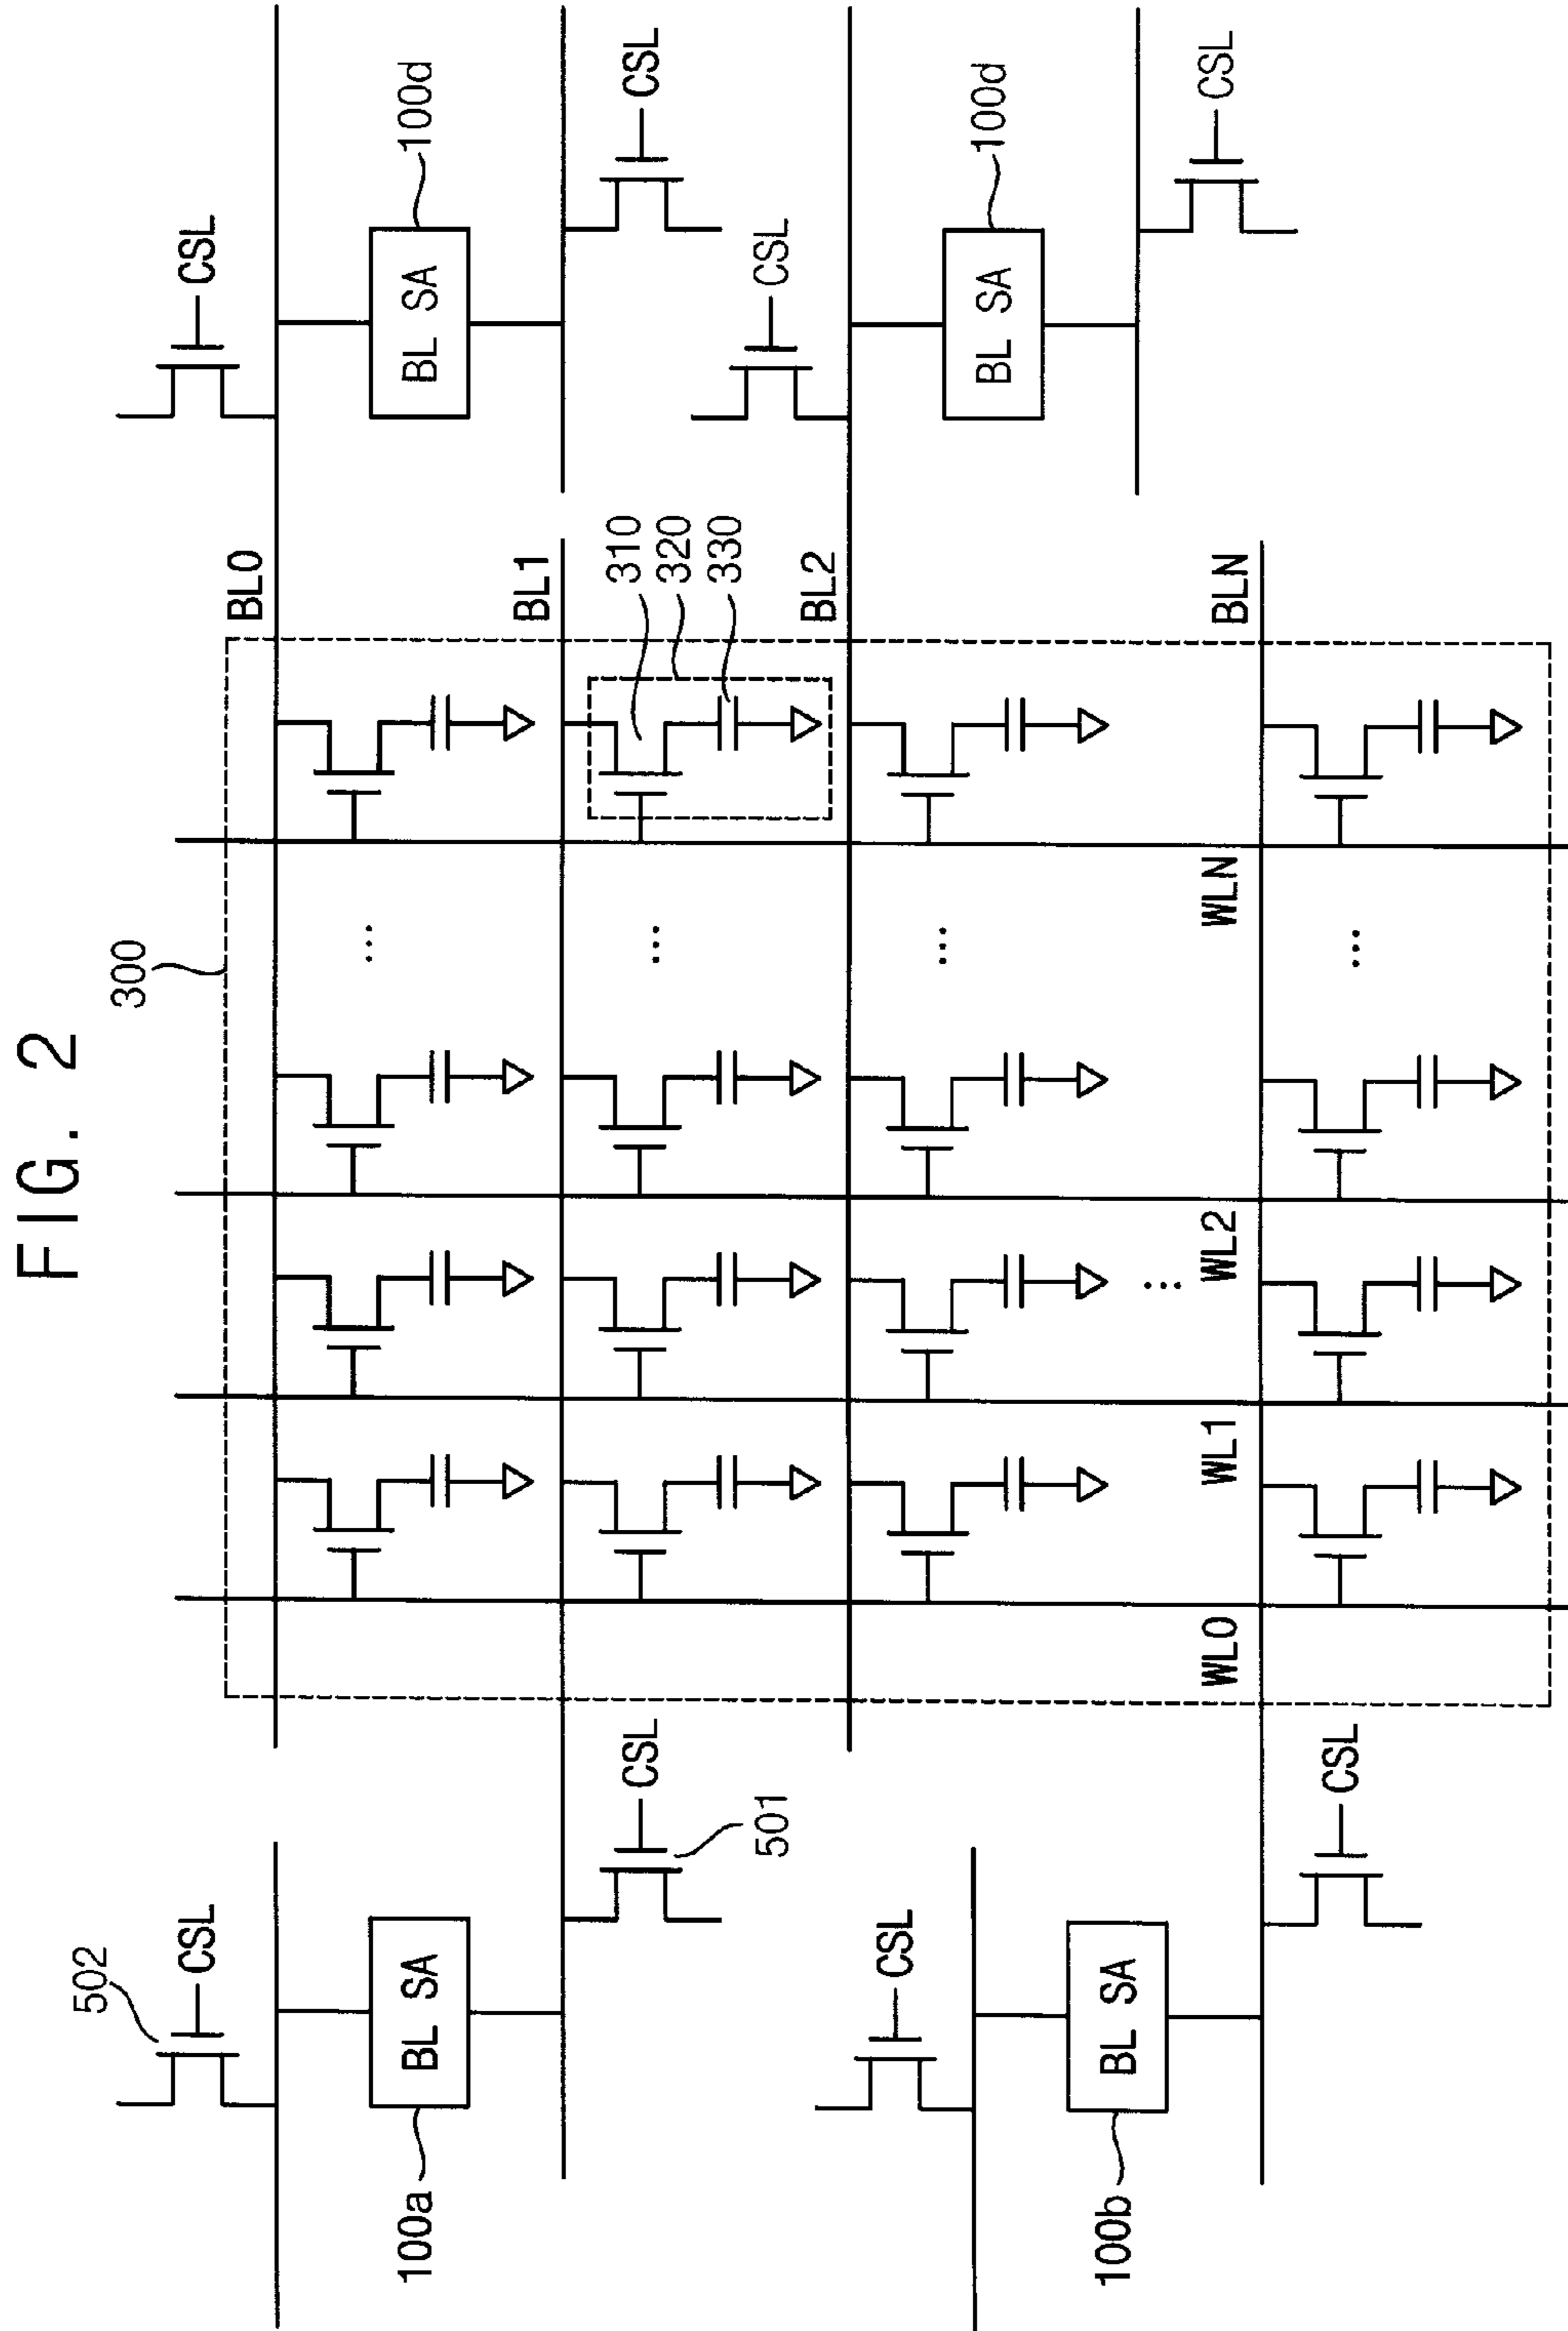 FIG. 2
300
502
CSL
CSL
BL0
100a
BL SA
BL SA
100d
BL1
CSL
501
310
320
330
CSL
CSL
BL2
CSL
100b
BL SA
BL SA
100d
...
...
...
...
...
WL0
WL1
WL2
WLN
BLN
CSL
CSL